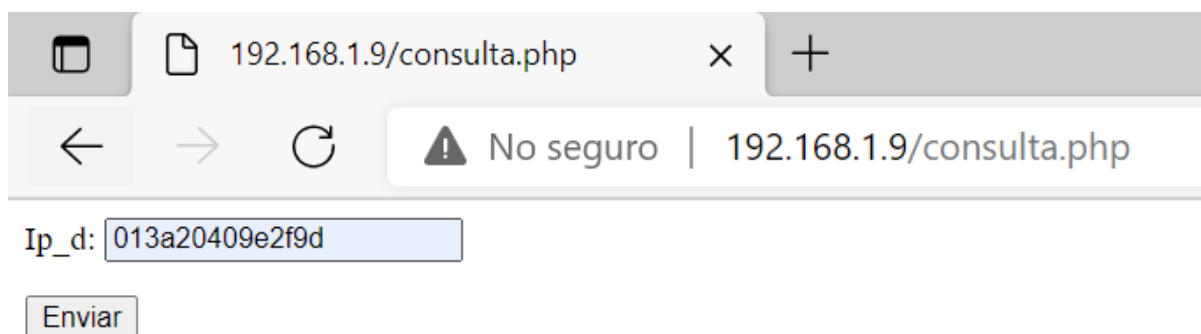 192.168.1.9/consulta.php
No seguro | 192.168.1.9/consulta.php
Ip_d: 013a20409e2f9d
Enviar